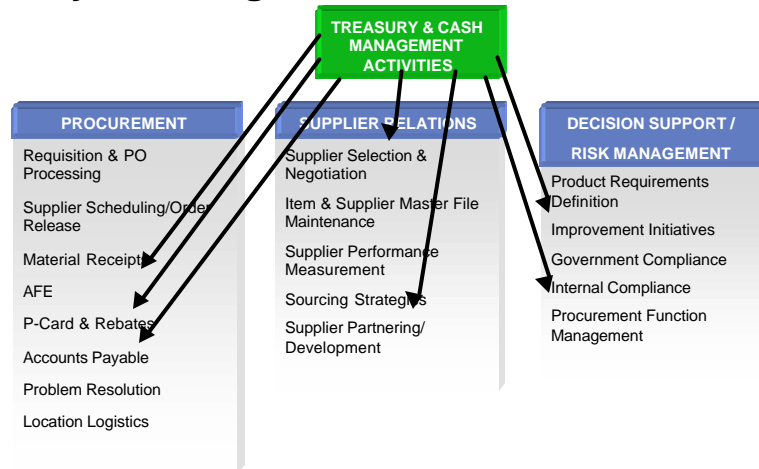 TREASURY & CASH
MANAGEMENT
ACTIVITIES
PROCUREMENT
Requisition & PO
Processing
Supplier Scheduling/Order
Release
Material Receipts
AFE
P-Card & Rebates
Accounts Payable
Problem Resolution
Location Logistics
SUPPLIER RELATIONS
Supplier Selection &
Negotiation
Item & Supplier Master File
Maintenance
Supplier Performance
Measurement
Sourcing Strategies
Supplier Partnering/
Development
DECISION SUPPORT /
RISK MANAGEMENT
Product Requirements
Definition
Improvement Initiatives
Government Compliance
Internal Compliance
Procurement Function
Management